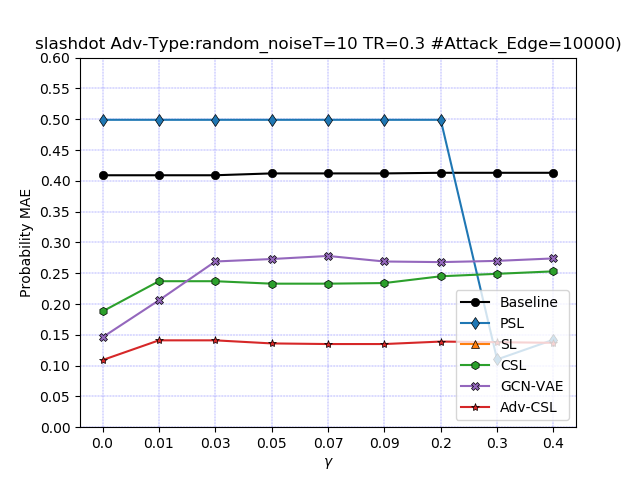 slashdot Adv-Type:random_noiseT=10 TR=0.3 #Attack_Edge=10000)
0.60
0.55
0.50
0.45
0.40
0.35
0.30
0.25
0.20
0.15
0.10
0.05
0.00
Probability MAE
0.0 0.01 0.03 0.05 0.07 0.09 0.2 0.3 0.4
γ
Baseline
PSL
SL
CSL
GCN-VAE
Adv-CSL